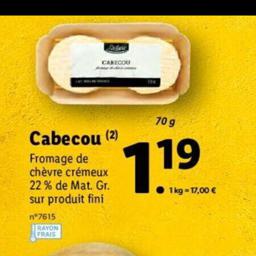 CABECOU
70 g
Cabecou (2)
Fromage de
chèvre crémeux
22 % de Mat. Gr.
sur produit fini
1.19
1 kg = 17,00 €
n°7615
RAYON
FRAIS